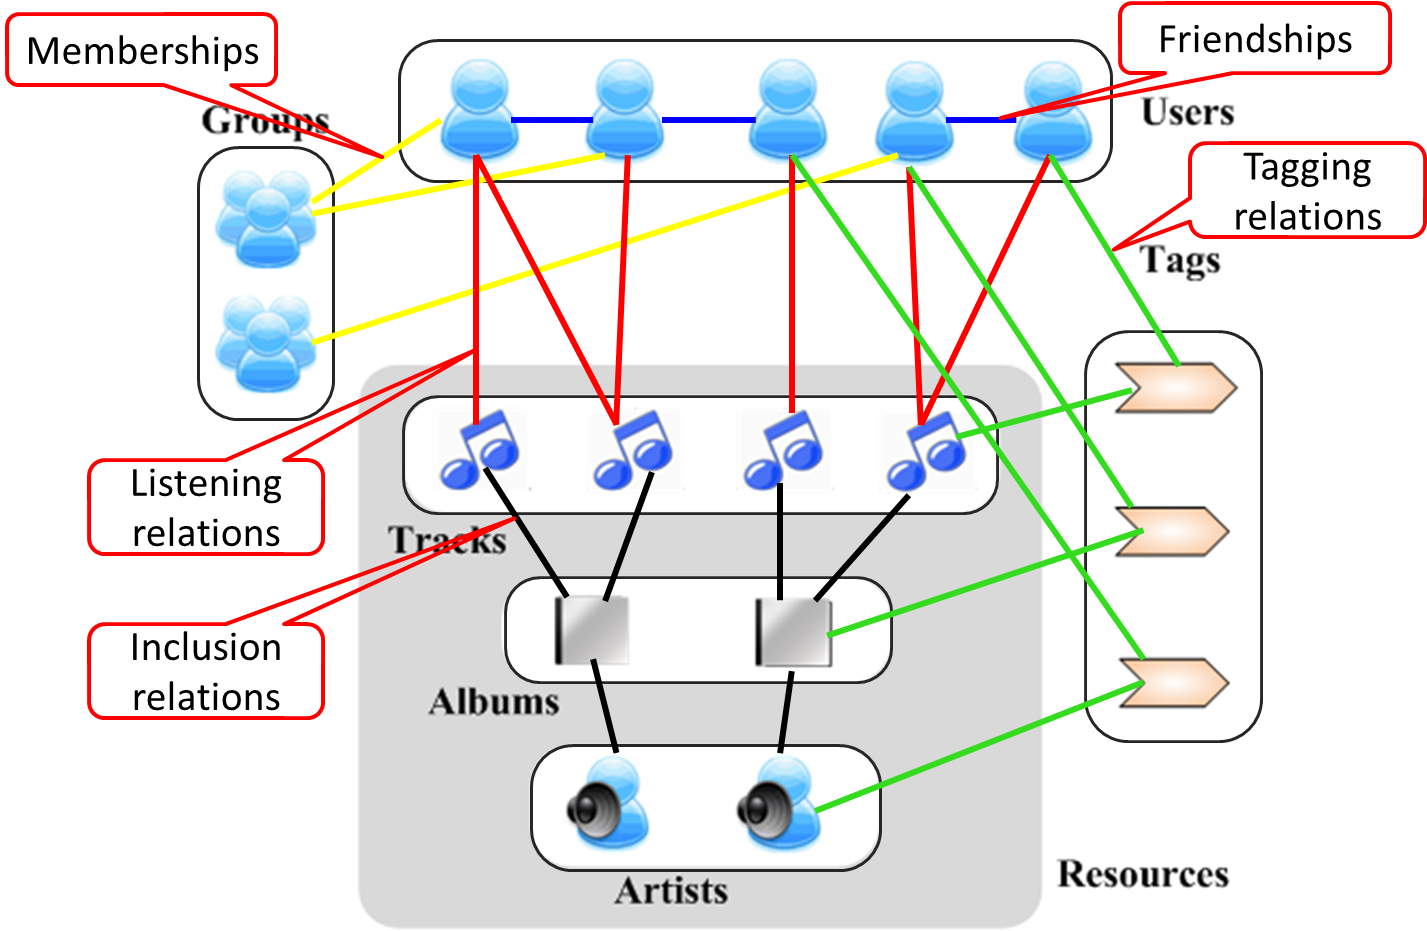 Memberships
Friendships
Groups
Users
Tagging
relations
Tags
Listening
relations
Tracks
Inclusion
relations
Albums
Resources
Artists